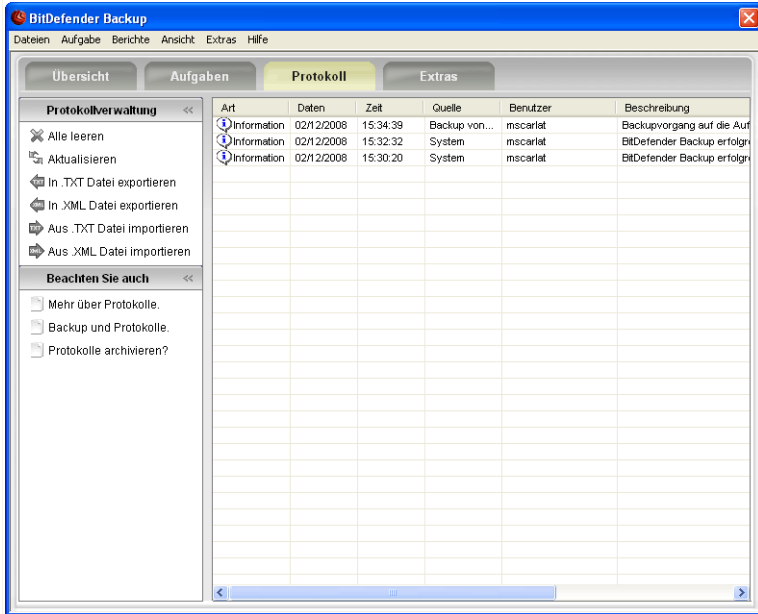 BitDefender Backup
Dateien Aufgabe Berichte Ansicht Extras Hilfe
Übersicht Aufgaben Protokoll Extras
Protokollverwaltung
Alle leeren
Aktualisieren
In .TXT Datei exportieren
In .XML Datei exportieren
Aus .TXT Datei importieren
Aus .XML Datei importieren
Beachten Sie auch
Mehr über Protokolle.
Backup und Protokolle.
Protokolle archivieren?
Art Daten Zeit Quelle Benutzer Beschreibung
Information 02/12/2008 15:34:39 Backup von... mscarlat Backupvorgang auf die Auf
Information 02/12/2008 15:32:32 System mscarlat BitDefender Backup erfolgre
Information 02/12/2008 15:30:20 System mscarlat BitDefender Backup erfolgre